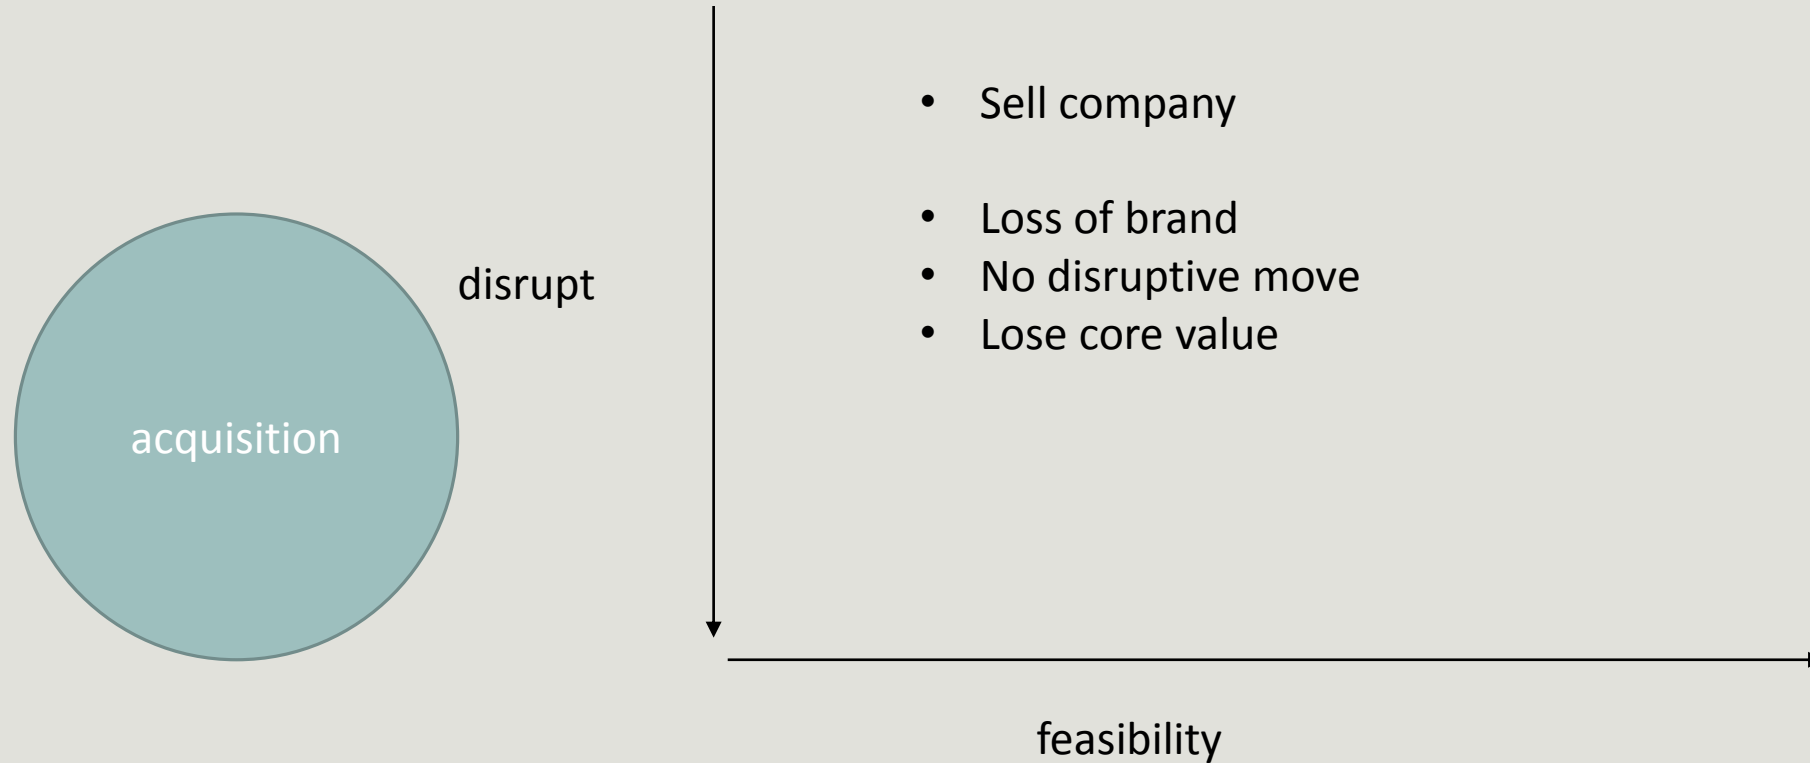 acquisition
disrupt
• Sell company
• Loss of brand
• No disruptive move
• Lose core value
feasibility